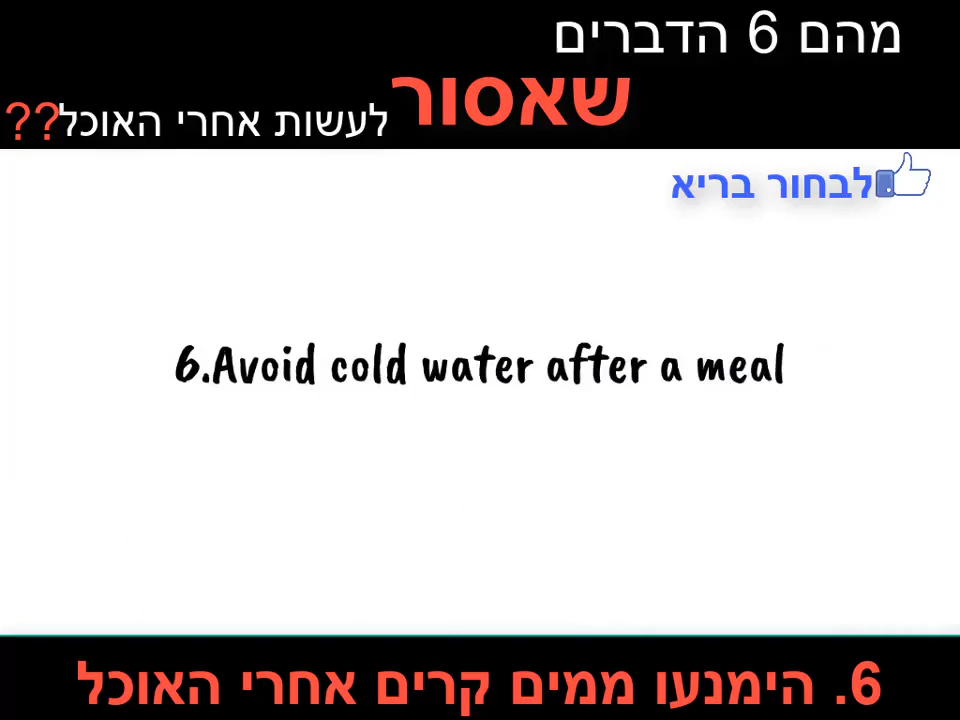 מהם 6 הדברים
שאסור
לעשות אחרי האוכל??
לבחור בריא
6.Avoid cold water after a meal
6. הימנעו ממים קרים אחרי האוכל